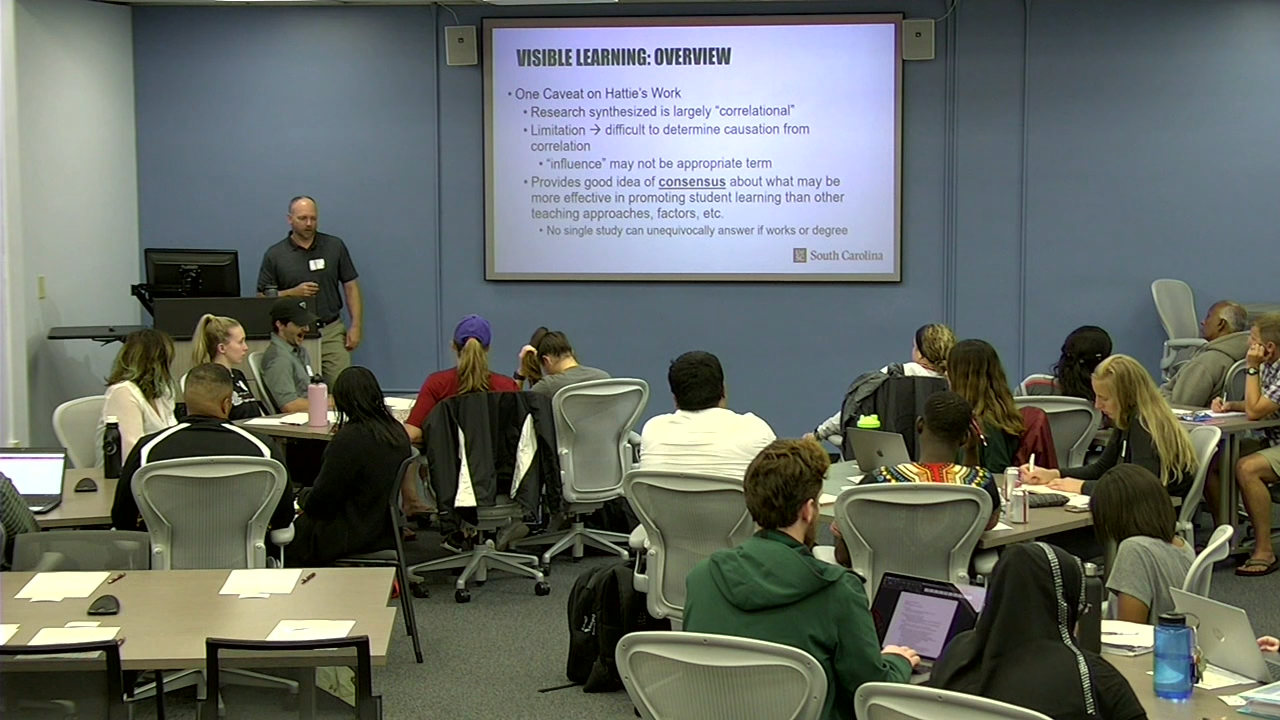 VISIBLE LEARNING: OVERVIEW
• One Caveat on Hattie's Work
• Research synthesized is largely "correlational"
• Limitation → difficult to determine causation from
correlation
• "influence" may not be appropriate term
• Provides good idea of consensus about what may be
more effective in promoting student learning than other
teaching approaches, factors, etc.
• No single study can unequivocally answer if works or degree
South Carolina